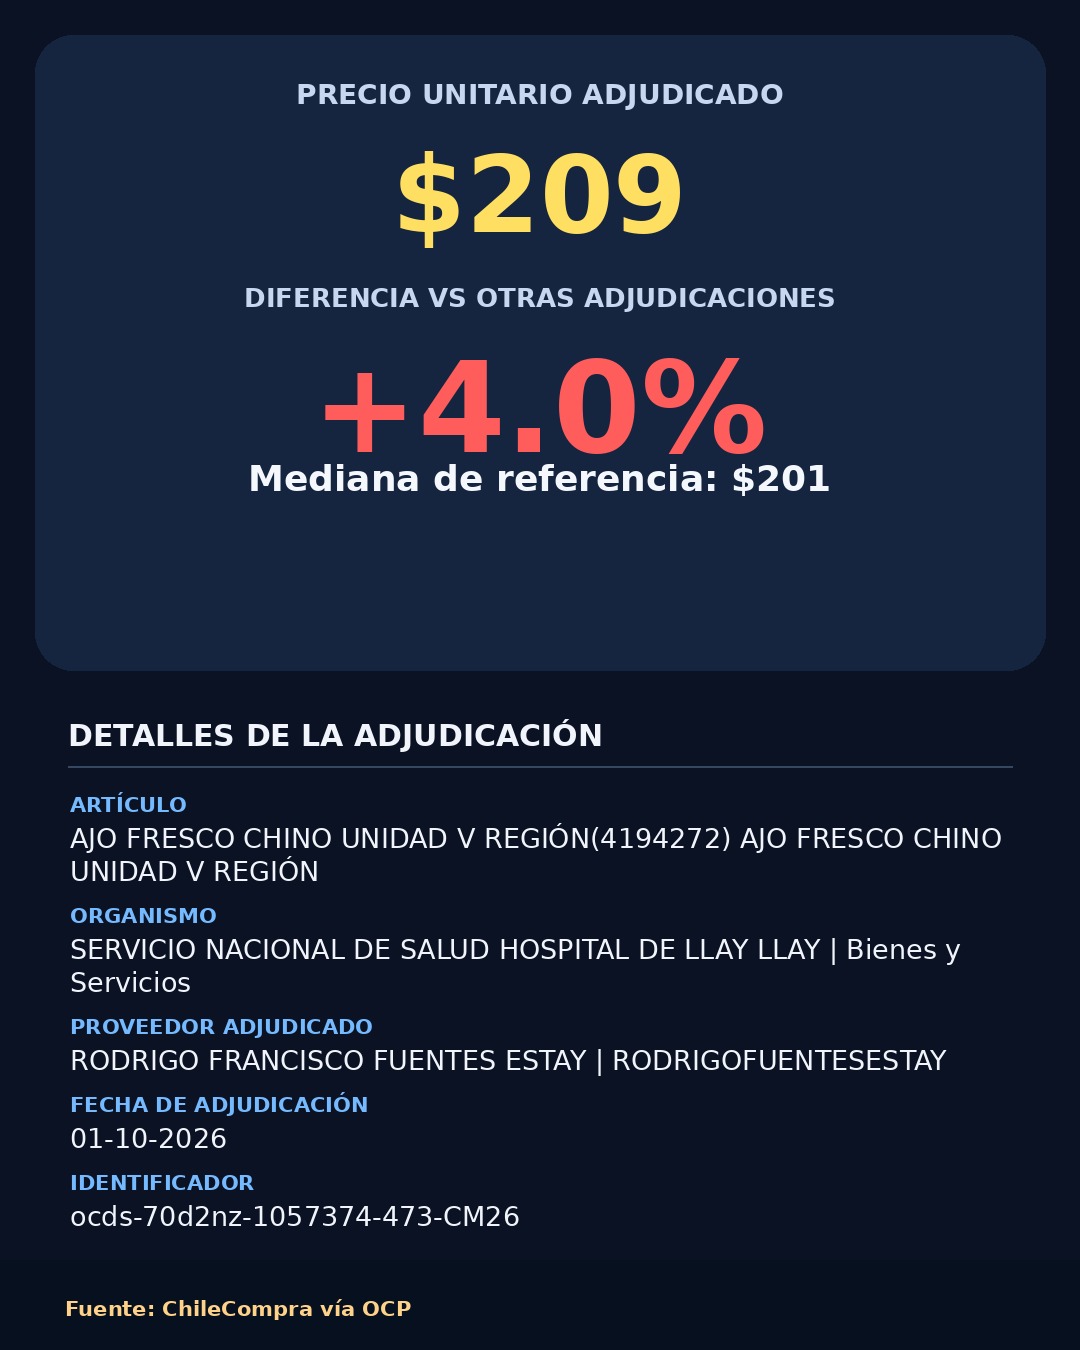 PRECIO UNITARIO ADJUDICADO
$209
DIFERENCIA VS OTRAS ADJUDICACIONES
+4.0%
Mediana de referencia: $201
DETALLES DE LA ADJUDICACIÓN
ARTÍCULO
AJO FRESCO CHINO UNIDAD V REGIÓN(4194272) AJO FRESCO CHINO
UNIDAD V REGIÓN
ORGANISMO
SERVICIO NACIONAL DE SALUD HOSPITAL DE LLAY LLAY | Bienes y
Servicios
PROVEEDOR ADJUDICADO
RODRIGO FRANCISCO FUENTES ESTAY | RODRIGOFUENTESESTAY
FECHA DE ADJUDICACIÓN
01-10-2026
IDENTIFICADOR
ocds-70d2nz-1057374-473-CM26
Fuente: ChileCompra vía OCP